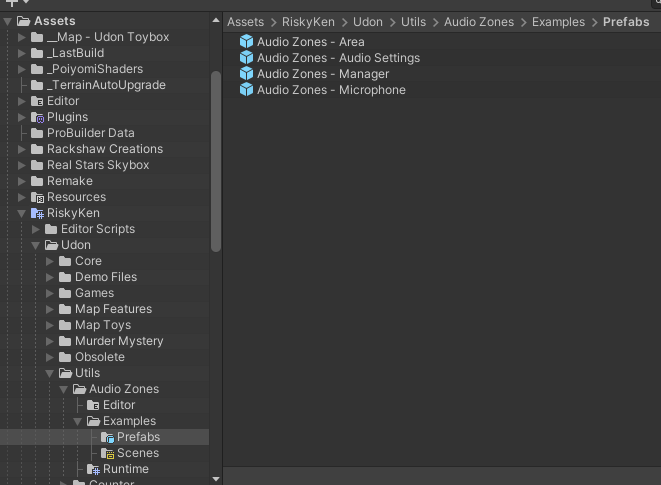 Assets
__Map - Udon Toybox
_LastBuild
_PoiyomiShaders
_TerrainAutoUpgrade
Editor
Plugins
ProBuilder Data
Rackshaw Creations
Real Stars Skybox
Remake
Resources
RiskyKen
Editor Scripts
Udon
Core
Demo Files
Games
Map Features
Map Toys
Murder Mystery
Obsolete
Utils
Audio Zones
Editor
Examples
Prefabs
Scenes
Runtime
Counter
Assets > RiskyKen > Udon > Utils > Audio Zones > Examples > Prefabs
Audio Zones - Area
Audio Zones - Audio Settings
Audio Zones - Manager
Audio Zones - Microphone